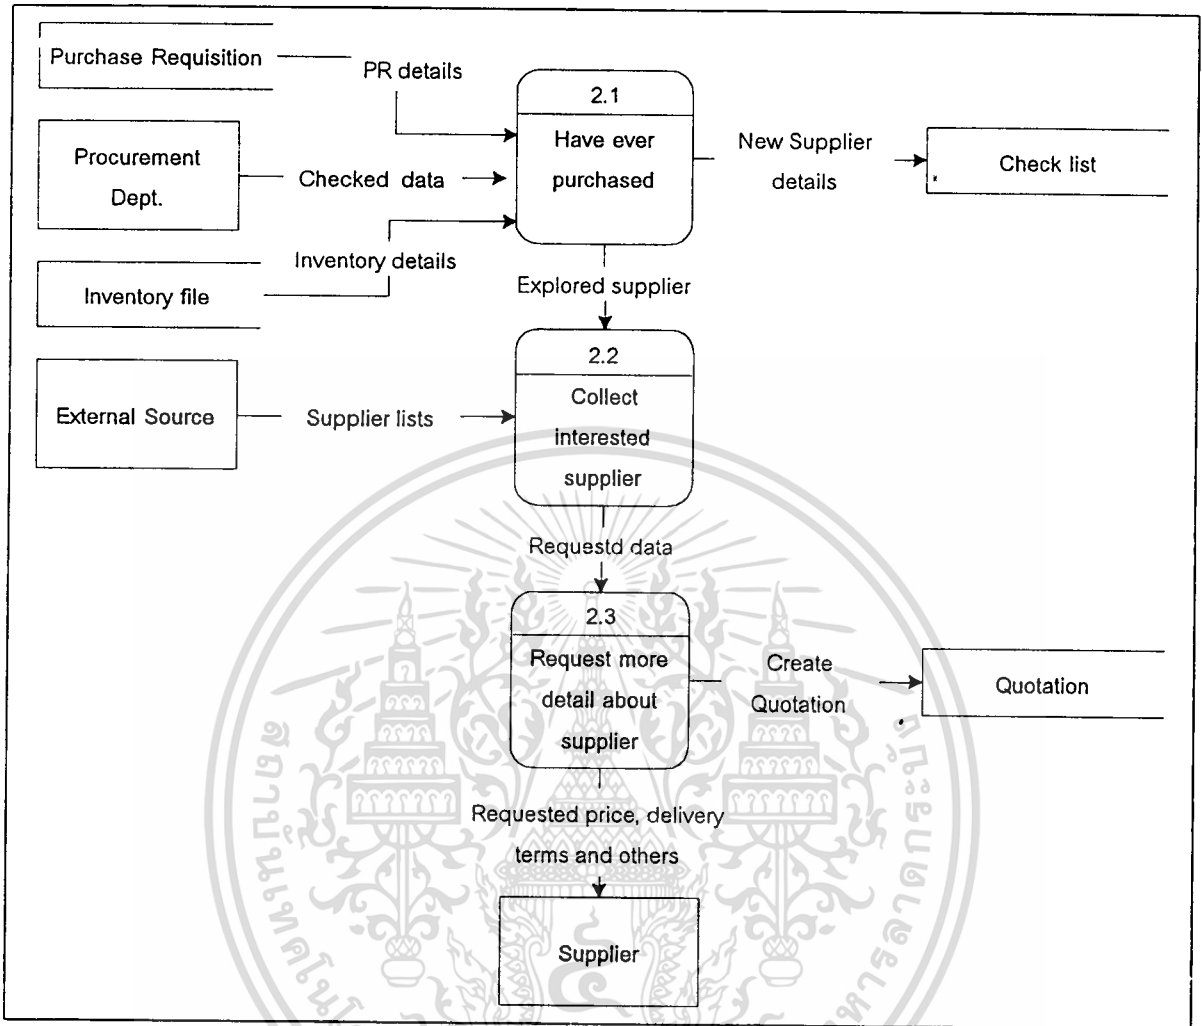 Purchase Requisition
PR details
2.1
Have ever
purchased
New Supplier
details
Check list
Procurement
Dept.
Checked data
Inventory details
Inventory file
Explored supplier
2.2
Collect
interested
supplier
External Source
Supplier lists
Requestd data
2.3
Request more
detail about
supplier
Create
Quotation
Quotation
Requested price, delivery
terms and others
Supplier